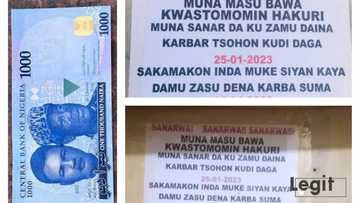 1000
CENTRAL BANK OF NIGERIA
ONE THOUSAND NAIRA
1000
MUNA MASU BAWA
KWASTOMOMIN HAKURI
MUNA SANAR DA KU ZAMU DAINA
KARBAR TSOHON KUDI DAGA
25-01-2023
SAKAMAKON INDA MUKE SIYAN KAYA
DAMU ZASU DENA KARBA SUMA
SANARWA! SANARWA! SANARWA!
MUNA MASU BAWA
KWASTOMOMIN HAKURI
MUNA SANAR DA KU ZAMU DAINA
KARBAR TSOHON KUDI DAGA
25-01-2023
SAKAMAKON INDA MUKE SIYAN KAYA
DAMU ZASU DENA KARBA SUMA
Legit